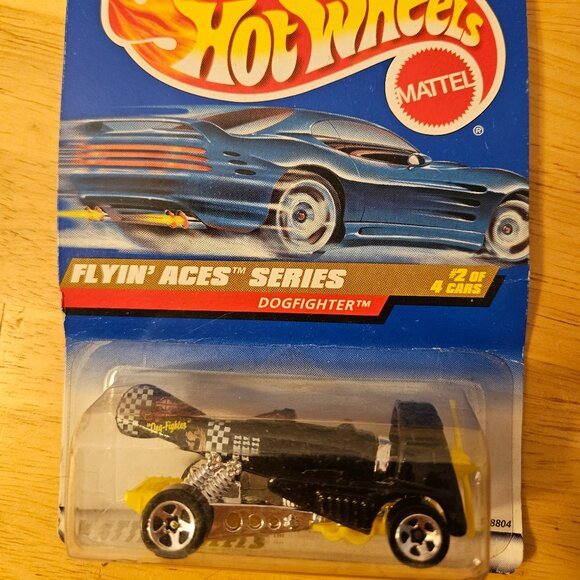 Hot Wheels
MATTEL
®
FLYIN' ACES™ SERIES
#2 OF
4 CARS
DOGFIGHTER™
"Dog-Fighter"
8804